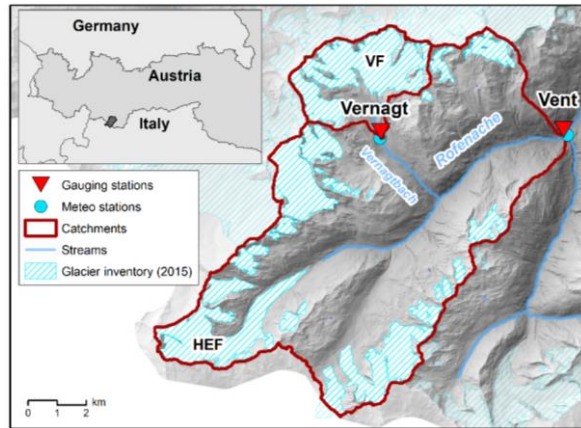 Germany
Austria
Italy
VF
Vernagt
Vent
Rofenache
Vernagtbach
Gauging stations
Meteo stations
Catchments
Streams
Glacier inventory (2015)
HEF
km
0 1 2